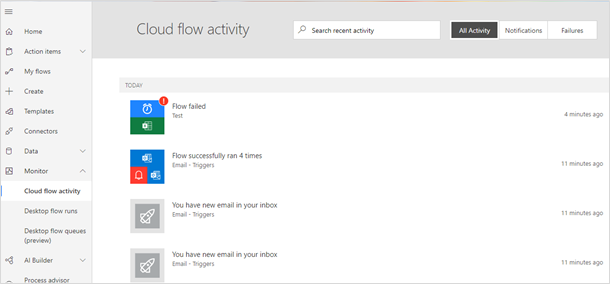 Home
Action items
My flows
Create
Templates
Connectors
Data
Monitor
Cloud flow activity
Desktop flow runs
Desktop flow queues
(preview)
AI Builder
Process advisor
Cloud flow activity
Search recent activity
All Activity
Notifications
Failures
TODAY
Flow failed
Test
4 minutes ago
Flow successfully ran 4 times
Email - Triggers
11 minutes ago
You have new email in your inbox
Email - Triggers
11 minutes ago
You have new email in your inbox
Email - Triggers
11 minutes ago